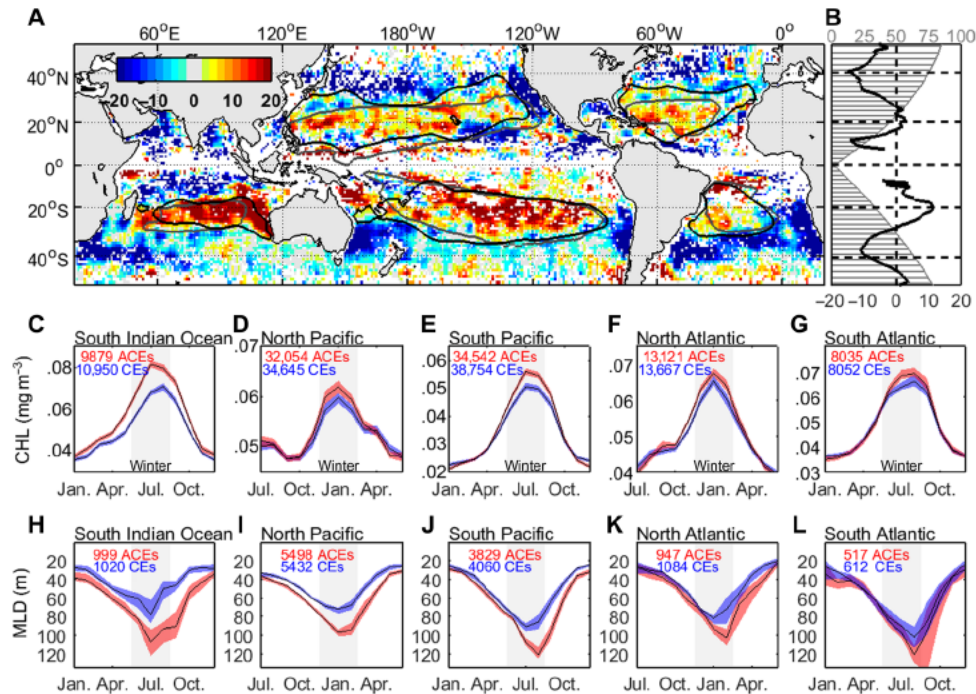 A
60°E 120°E 180°W 120°W 60°W 0°
B
0 25 50 75 100
40°N
20°N
0°
20°S
40°S
20 10 0 10 20
−20 −10 0 10 20
C South Indian Ocean
9879 ACEs
10,950 CEs
D North Pacific
32,054 ACEs
34,645 CEs
E South Pacific
34,542 ACEs
38,754 CEs
F North Atlantic
13,121 ACEs
13,667 CEs
G South Atlantic
8035 ACEs
8052 CEs
CHL (mg m⁻³)
.08
.06
.04
.07
.06
.05
.065
.05
.04
.03
.02
.07
.06
.05
.04
.07
.06
.05
.04
.03
Winter Winter Winter Winter Winter
Jan. Apr. Jul. Oct.
Jul. Oct. Jan. Apr.
Jan. Apr. Jul. Oct.
Jul. Oct. Jan. Apr.
Jan. Apr. Jul. Oct.
H South Indian Ocean
999 ACEs
1020 CEs
I North Pacific
5498 ACEs
5432 CEs
J South Pacific
3829 ACEs
4060 CEs
K North Atlantic
947 ACEs
1084 CEs
L South Atlantic
517 ACEs
612 CEs
MLD (m)
20
40
60
80
100
120
20
40
60
80
100
120
20
40
60
80
100
120
20
40
60
80
100
120
20
40
60
80
100
120
Jan. Apr. Jul. Oct.
Jul. Oct. Jan. Apr.
Jan. Apr. Jul. Oct.
Jul. Oct. Jan. Apr.
Jan. Apr. Jul. Oct.